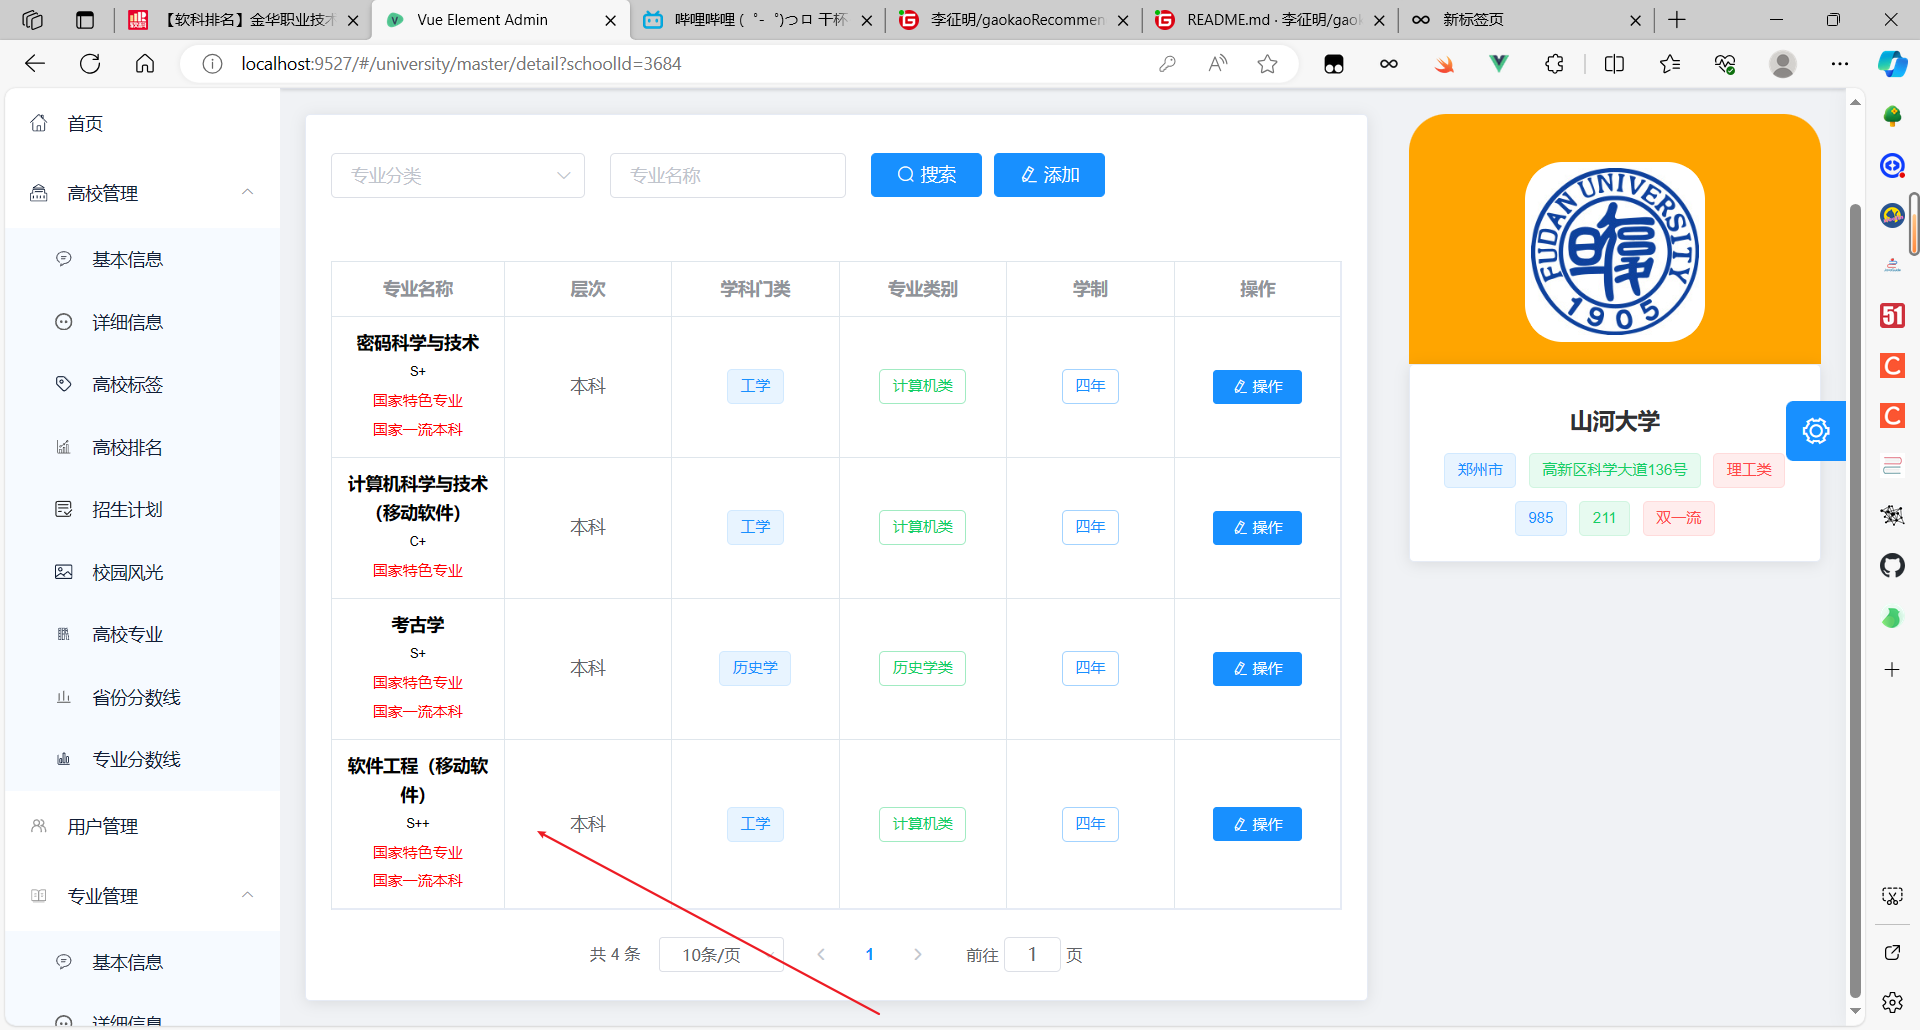 【软科排名】金华职业技术
Vue Element Admin
哔哩哔哩 (゜-゜)つロ 干杯
李征明/gaokaoRecommen
README.md · 李征明/gaok
新标签页
localhost:9527/#/university/master/detail?schoolId=3684
首页
高校管理
基本信息
详细信息
高校标签
高校排名
招生计划
校园风光
高校专业
省份分数线
专业分数线
用户管理
专业管理
基本信息
详细信息
专业分类
专业名称
搜索
添加
专业名称 层次 学科门类 专业类别 学制 操作
密码科学与技术
S+
国家特色专业
国家一流本科
本科 工学 计算机类 四年 操作
计算机科学与技术
（移动软件）
C+
国家特色专业
本科 工学 计算机类 四年 操作
考古学
S+
国家特色专业
国家一流本科
本科 历史学 历史学类 四年 操作
软件工程（移动软
件）
S++
国家特色专业
国家一流本科
本科 工学 计算机类 四年 操作
共 4 条 10条/页 1 前往 1 页
FUDAN UNIVERSITY
1905
山河大学
郑州市 高新区科学大道136号 理工类
985 211 双一流
51
C
C